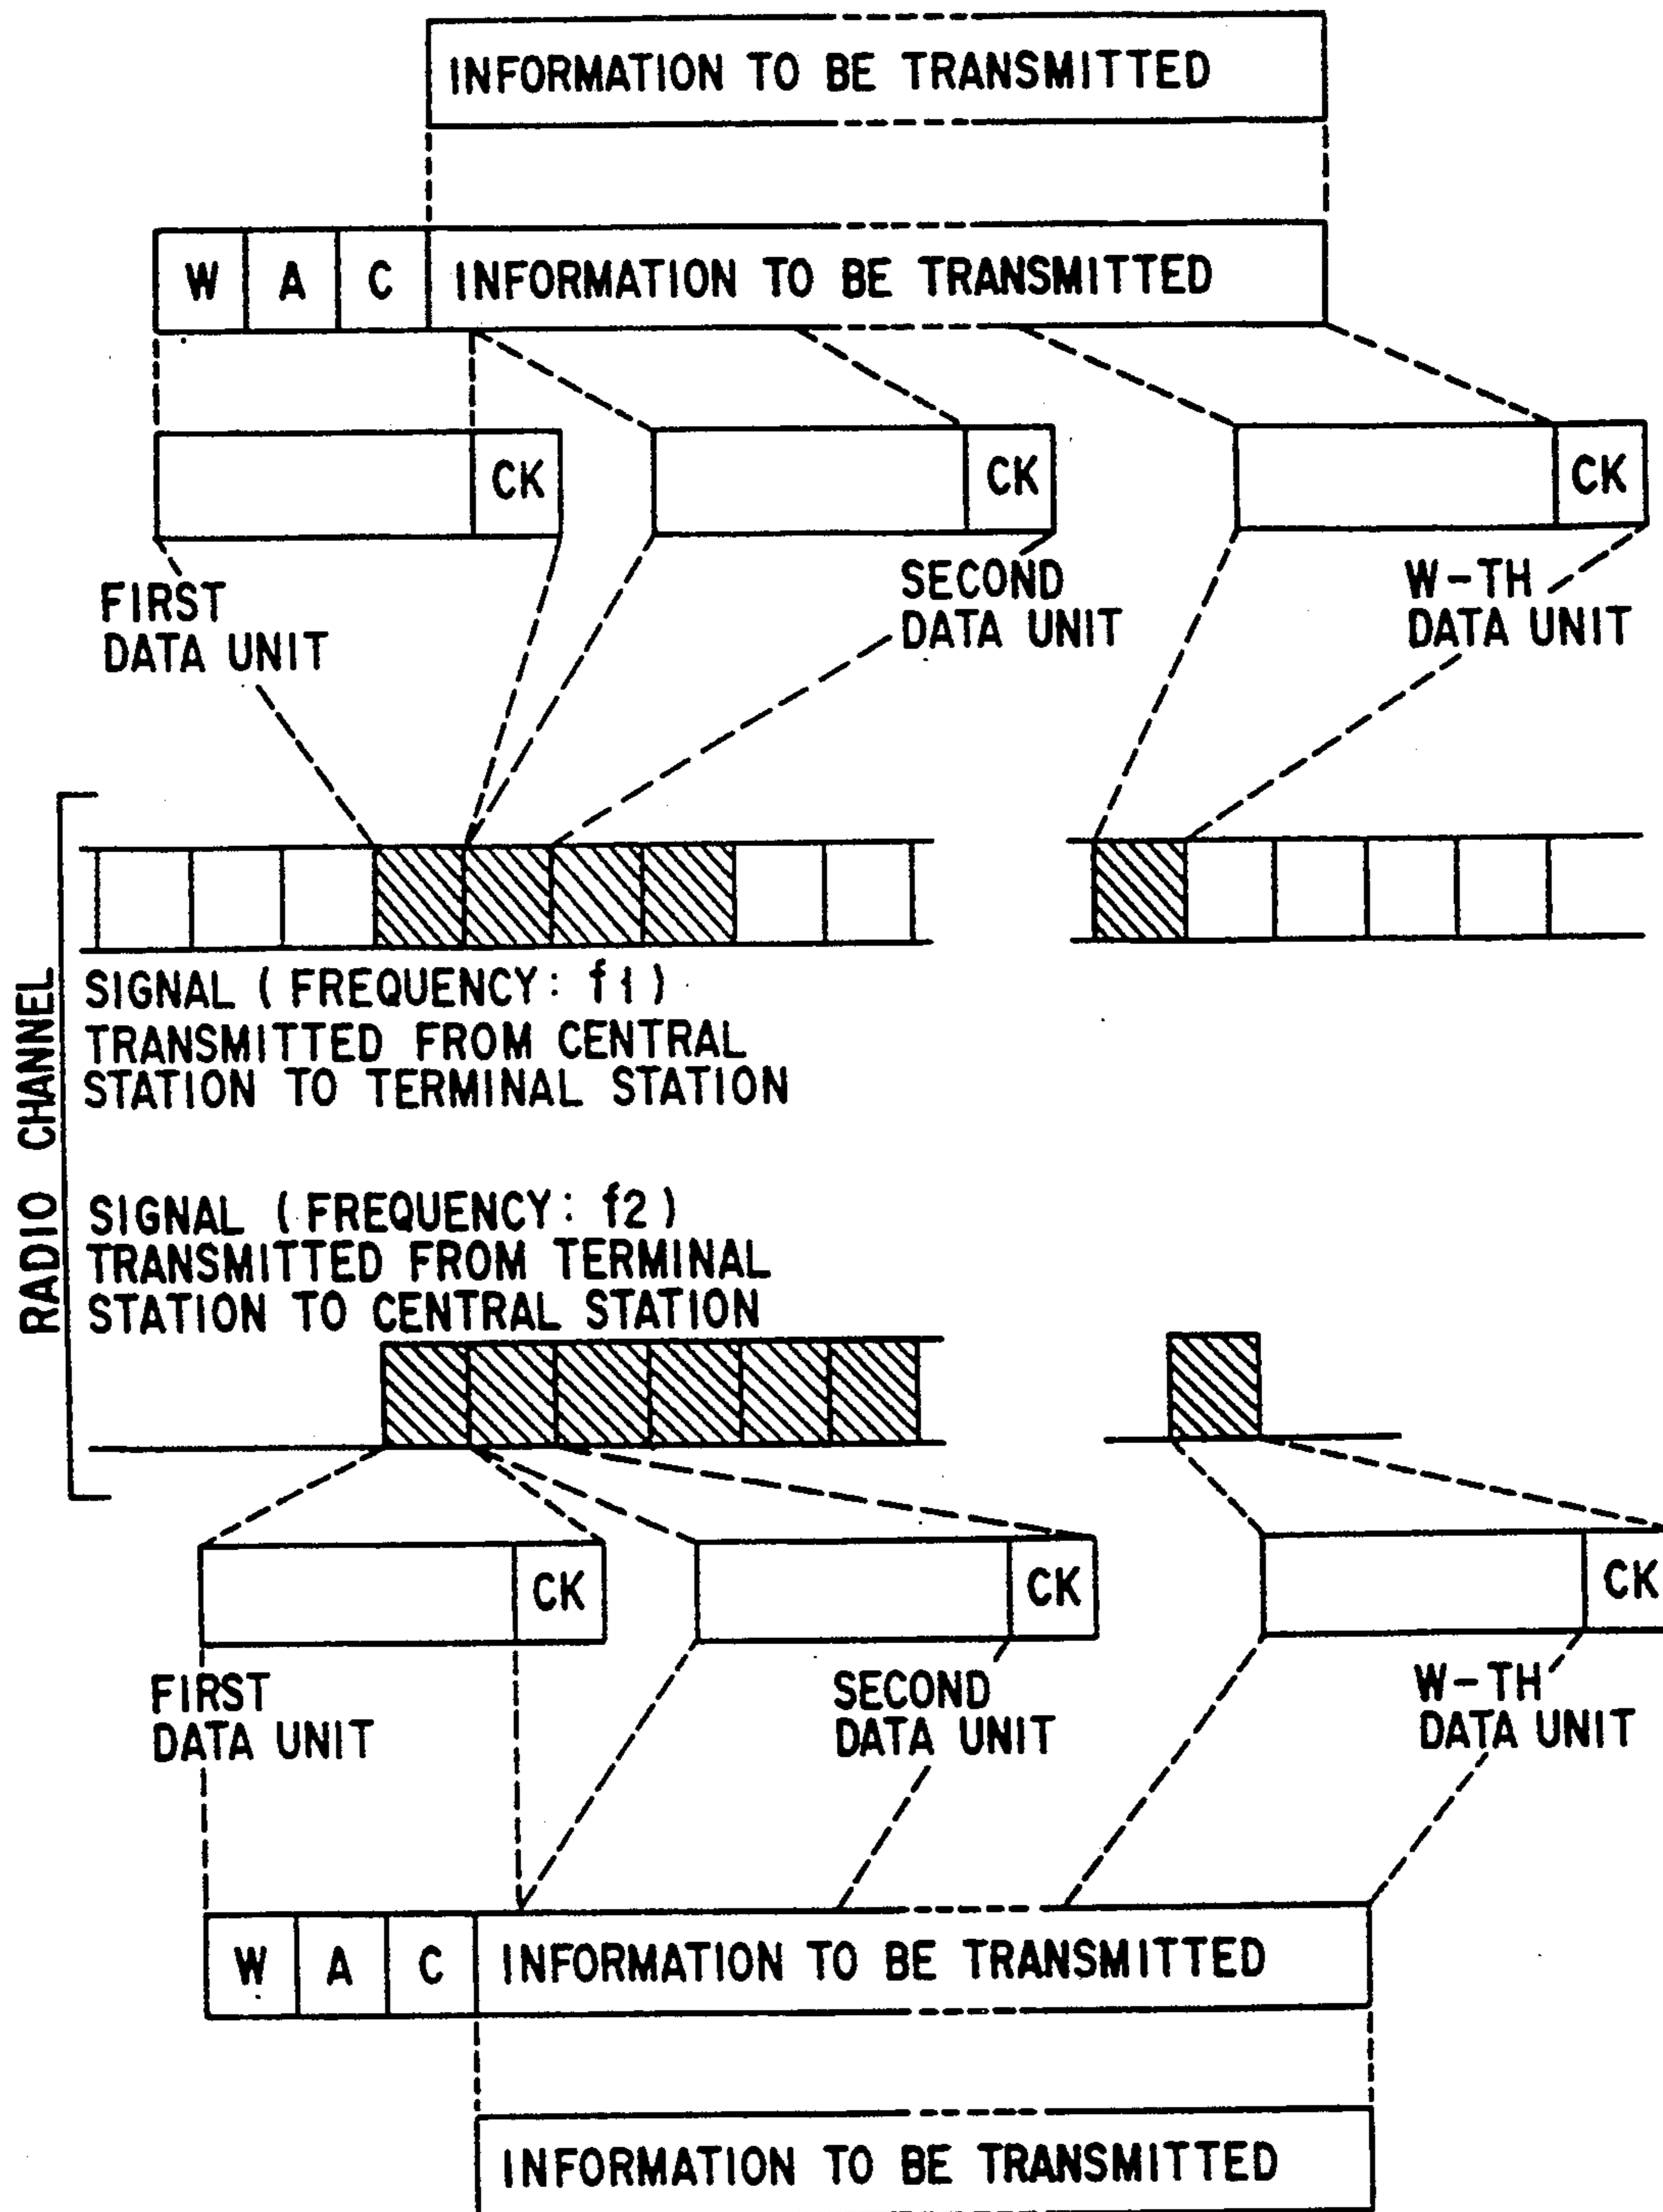 INFORMATION TO BE TRANSMITTED
W A C INFORMATION TO BE TRANSMITTED
CK CK CK
FIRST
DATA UNIT
SECOND
DATA UNIT
W-TH
DATA UNIT
RADIO CHANNEL
SIGNAL (FREQUENCY: f1)
TRANSMITTED FROM CENTRAL
STATION TO TERMINAL STATION
SIGNAL (FREQUENCY: f2)
TRANSMITTED FROM TERMINAL
STATION TO CENTRAL STATION
CK CK CK
FIRST
DATA UNIT
SECOND
DATA UNIT
W-TH
DATA UNIT
W A C INFORMATION TO BE TRANSMITTED
INFORMATION TO BE TRANSMITTED